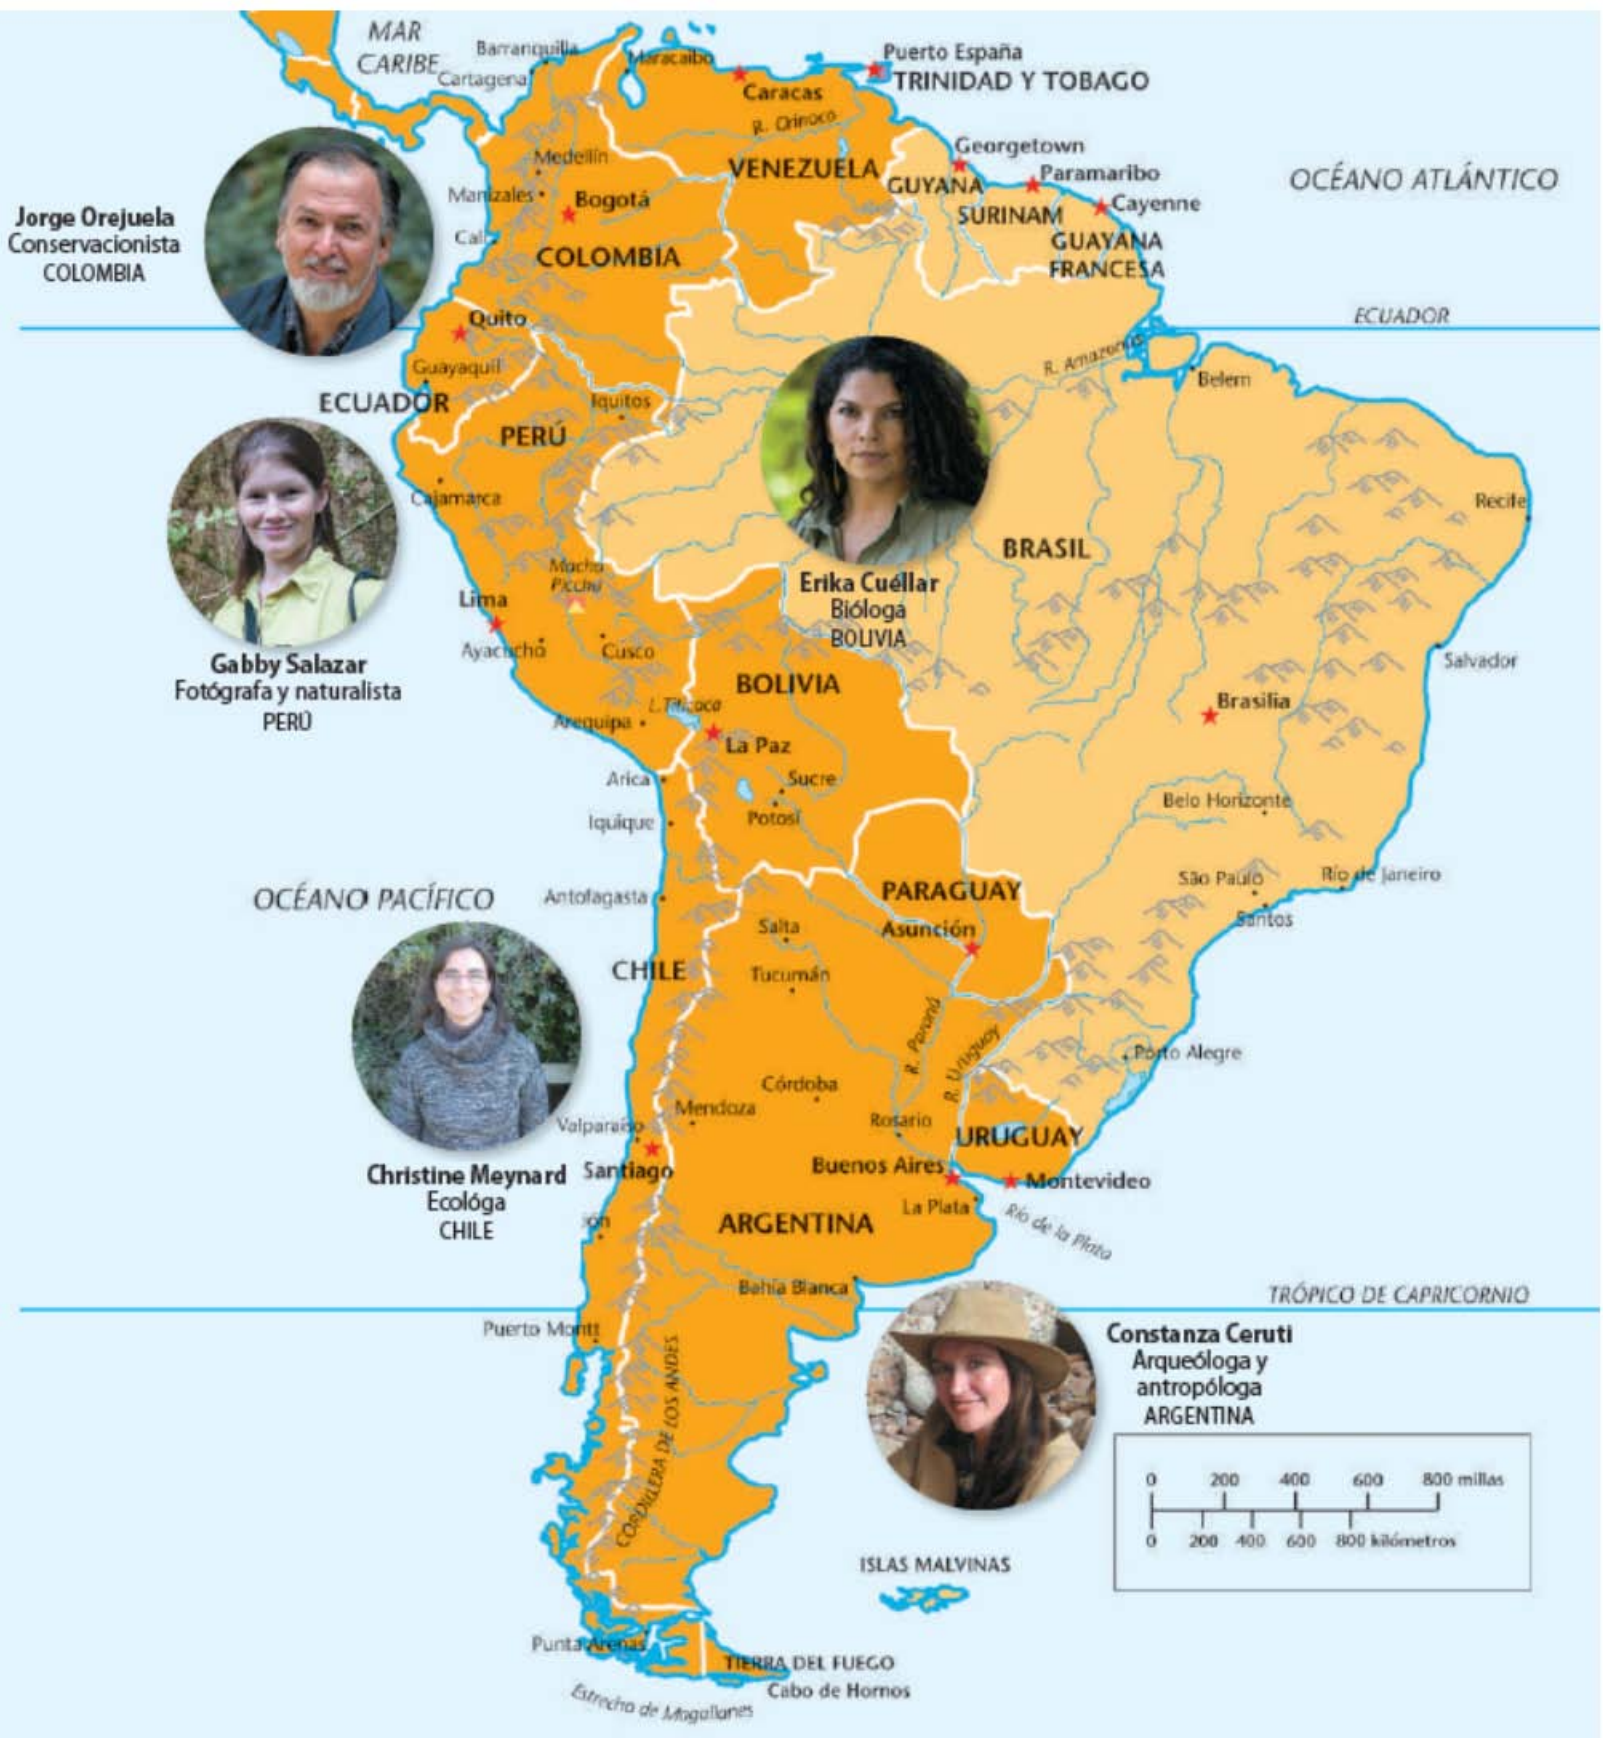 MAR
CARIBE
Barranquilla
Cartagena
Maracaibo
Caracas
Puerto España
TRINIDAD Y TOBAGO
R. Orinoco
VENEZUELA
Georgetown
GUYANA
Paramaribo
SURINAM
Cayenne
GUAYANA
FRANCESA
OCÉANO ATLÁNTICO
Medellín
Manizales
Bogotá
Cali
COLOMBIA
Jorge Orejuela
Conservacionista
COLOMBIA
Quito
Guayaquil
ECUADOR
ECUADOR
Iquitos
PERÚ
R. Amazonas
Belem
Cajamarca
Recife
BRASIL
Machu
Picchu
Lima
Ayacucho
Cusco
Erika Cuéllar
Bióloga
BOLIVIA
Gabby Salazar
Fotógrafa y naturalista
PERÚ
BOLIVIA
Salvador
L. Titicaca
Arequipa
La Paz
Brasilia
Arica
Sucre
Iquique
Potosí
Belo Horizonte
OCÉANO PACÍFICO
Antofagasta
PARAGUAY
São Paulo
Río de Janeiro
Santos
Salta
Asunción
CHILE
Tucumán
R. Paraná
R. Uruguay
Porto Alegre
Córdoba
Mendoza
Rosario
Valparaíso
URUGUAY
Santiago
Buenos Aires
Montevideo
Christine Meynard
Ecológa
CHILE
La Plata
Río de la Plata
ión
ARGENTINA
Bahía Blanca
TRÓPICO DE CAPRICORNIO
Puerto Montt
CORDILLERA DE LOS ANDES
Constanza Ceruti
Arqueóloga y
antropóloga
ARGENTINA
0 200 400 600 800 millas
0 200 400 600 800 kilómetros
ISLAS MALVINAS
Punta Arenas
TIERRA DEL FUEGO
Cabo de Hornos
Estrecho de Magallanes